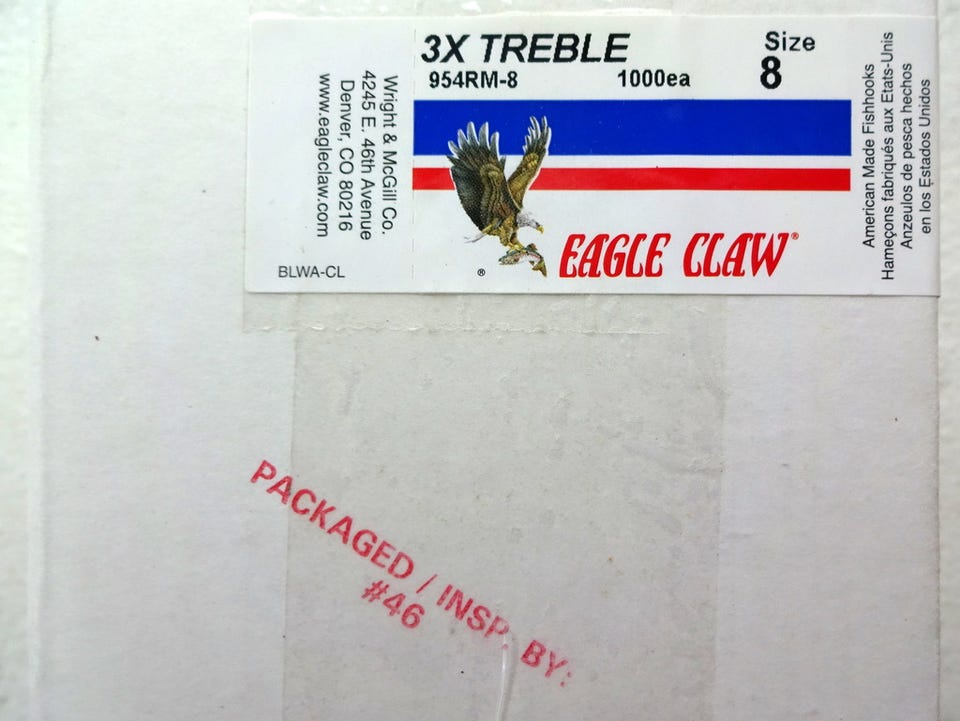 3X TREBLE
954RM-8 1000ea
Size
8
Wright & McGill Co.
4245 E. 46th Avenue
Denver, CO 80216
www.eagleclaw.com
BLWA-CL
®
EAGLE CLAW®
American Made Fishhooks
Hameçons fabriqués aux Etats-Unis
Anzeulos de pesca hechos
en los Estados Unidos
PACKAGED / INSP. BY:
#46